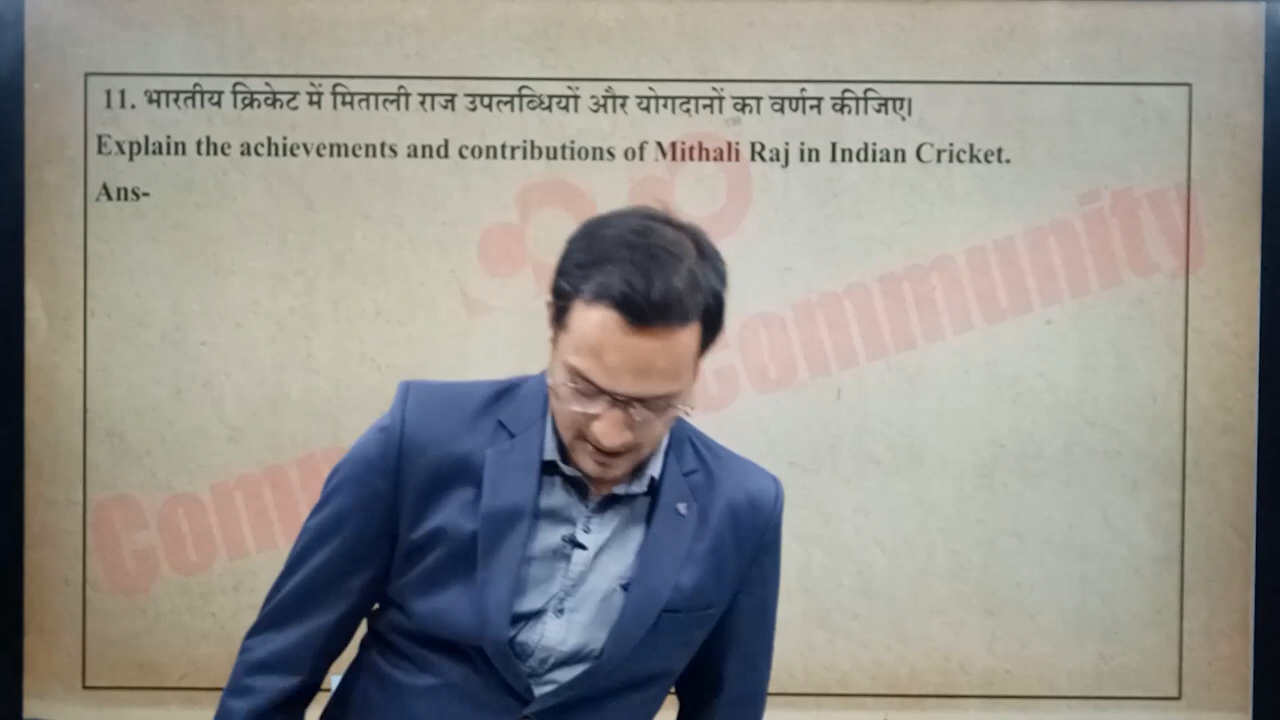 11. भारतीय क्रिकेट में मिताली राज उपलब्धियों और योगदानों का वर्णन कीजिए।
Explain the achievements and contributions of Mithali Raj in Indian Cricket.
Ans-
Community